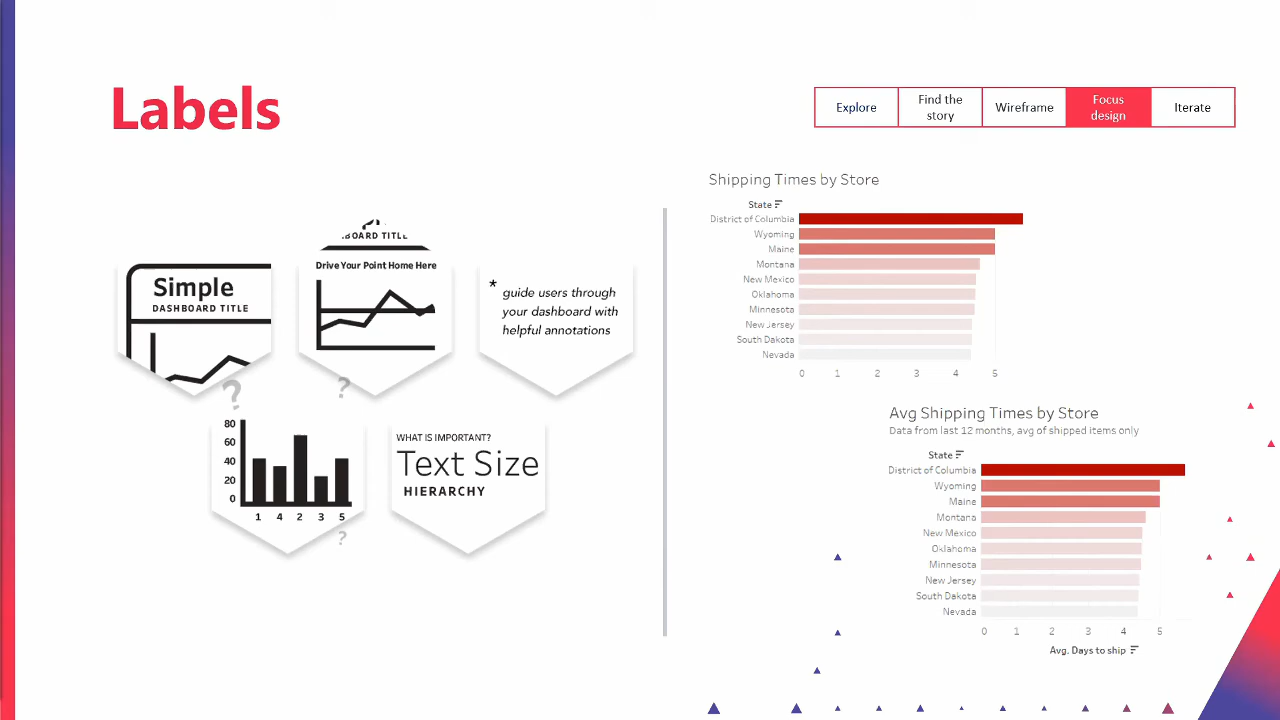 Labels
Explore
Find the
story
Wireframe
Focus
design
Iterate
Simple
DASHBOARD TITLE
BOARD TITLE
Drive Your Point Home Here
* guide users through
your dashboard with
helpful annotations
?
?
80
60
40
20
0
1 4 2 3 5
?
WHAT IS IMPORTANT?
Text Size
HIERARCHY
Shipping Times by Store
State
District of Columbia
Wyoming
Maine
Montana
New Mexico
Oklahoma
Minnesota
New Jersey
South Dakota
Nevada
0 1 2 3 4 5
Avg Shipping Times by Store
Data from last 12 months, avg of shipped items only
State
District of Columbia
Wyoming
Maine
Montana
New Mexico
Oklahoma
Minnesota
New Jersey
South Dakota
Nevada
0 1 2 3 4 5
Avg. Days to ship